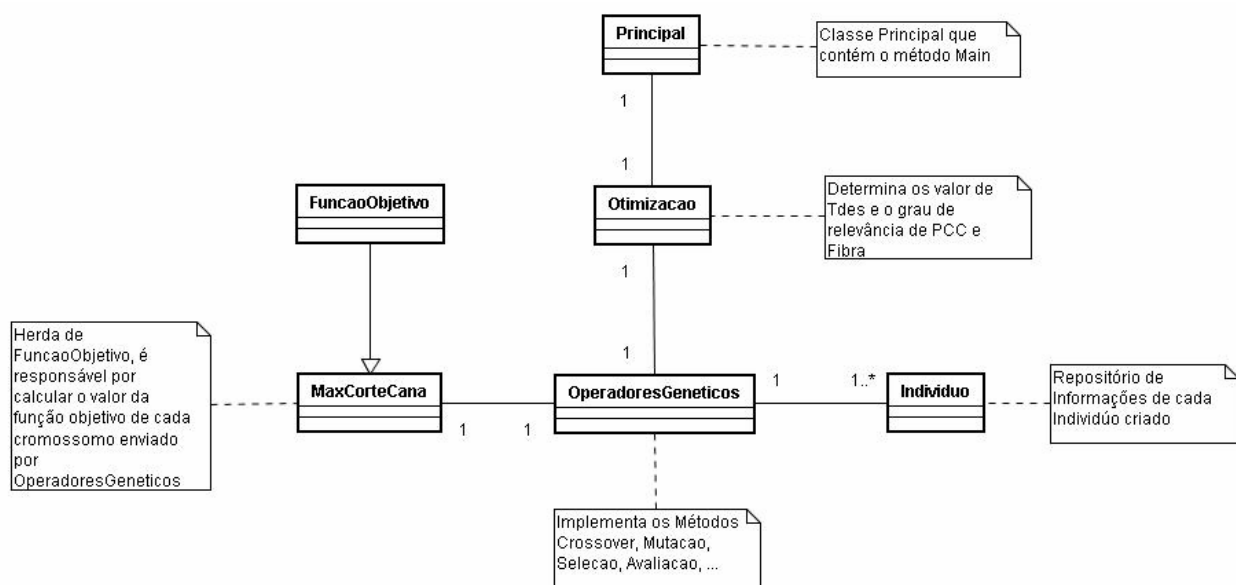 Principal
Classe Principal que
contém o método Main
1
1
FuncaoObjetivo
Otimizacao
Determina os valor de
Tdes e o grau de
relevância de PCC e
Fibra
1
1
Herda de
FuncaoObjetivo, é
responsável por
calcular o valor da
função objetivo de cada
cromossomo enviado
por
OperadoresGeneticos
MaxCorteCana
1
1
OperadoresGeneticos
1
1..*
Individuo
Repositório de
Informações de cada
Individúo criado
Implementa os Métodos
Crossover, Mutacao,
Selecao, Avaliacao, ...